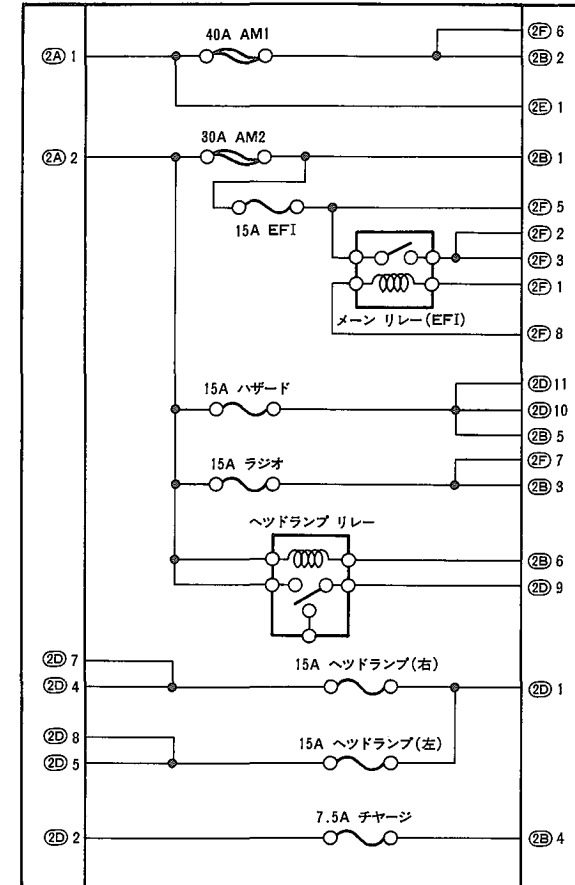 40A AM1
2F 6
2A 1
2B 2
2E 1
30A AM2
2A 2
2B 1
15A EFI
2F 5
2F 2
2F 3
2F 1
メーン リレー(EFI)
2F 8
15A ハザード
2D 11
2D 10
2B 5
15A ラジオ
2F 7
2B 3
ヘツドランプ リレー
2B 6
2D 9
2D 7
15A ヘツドランプ(右)
2D 4
2D 1
2D 8
15A ヘツドランプ(左)
2D 5
7.5A チヤージ
2D 2
2B 4